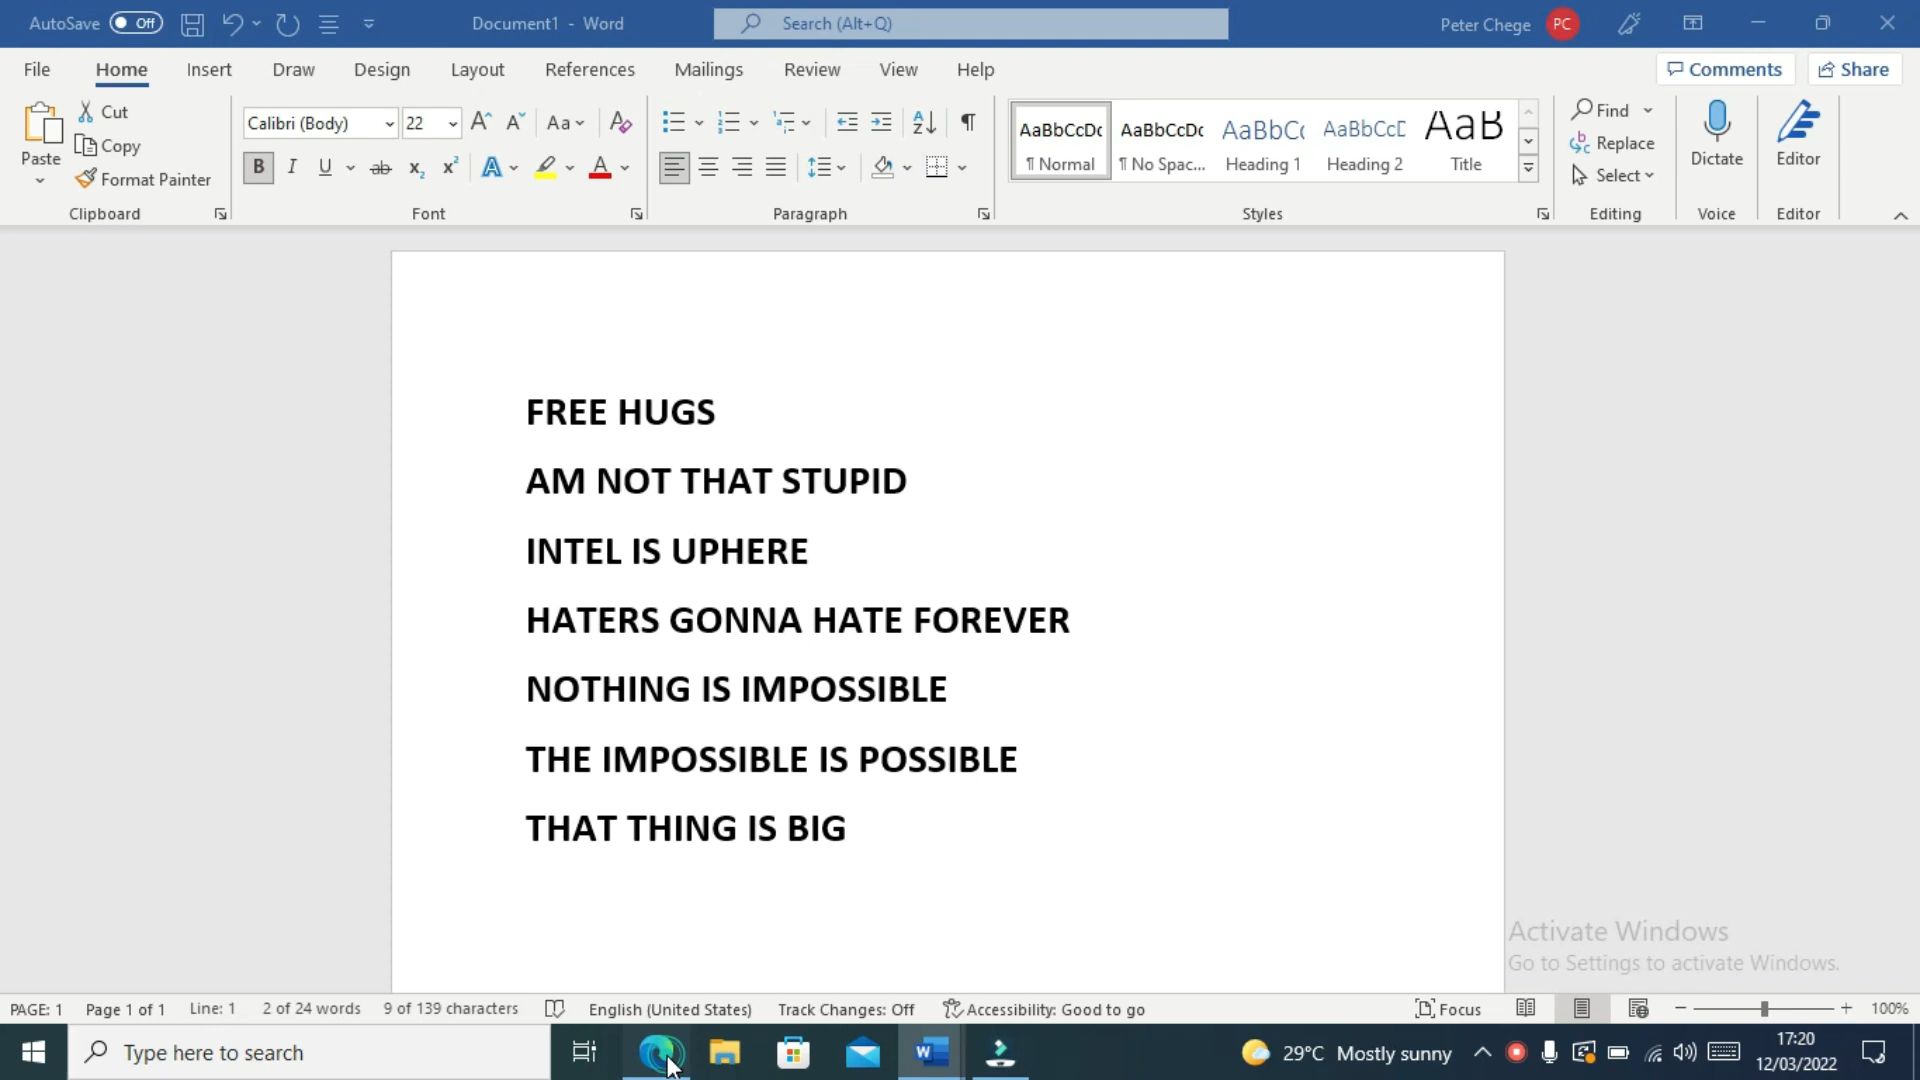 AutoSave Off Document1 - Word Search (Alt+Q) Peter Chege PC
File Home Insert Draw Design Layout References Mailings Review View Help Comments Share
Paste Cut Copy Format Painter Clipboard
Calibri (Body) 22 Aa B I U ab x₂ x² A A Font
Paragraph
AaBbCcDc ¶ Normal AaBbCcDc ¶ No Spac... AaBbC Heading 1 AaBbCcD Heading 2 AaB Title Styles
Find Replace Select Editing
Dictate Voice
Editor Editor
FREE HUGS
AM NOT THAT STUPID
INTEL IS UPHERE
HATERS GONNA HATE FOREVER
NOTHING IS IMPOSSIBLE
THE IMPOSSIBLE IS POSSIBLE
THAT THING IS BIG
Activate Windows
Go to Settings to activate Windows.
PAGE: 1 Page 1 of 1 Line: 1 2 of 24 words 9 of 139 characters English (United States) Track Changes: Off Accessibility: Good to go Focus 100%
Type here to search 29°C Mostly sunny 17:20
12/03/2022